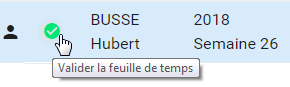 BUSSE 2018
Hubert Semaine 26
Valider la feuille de temps